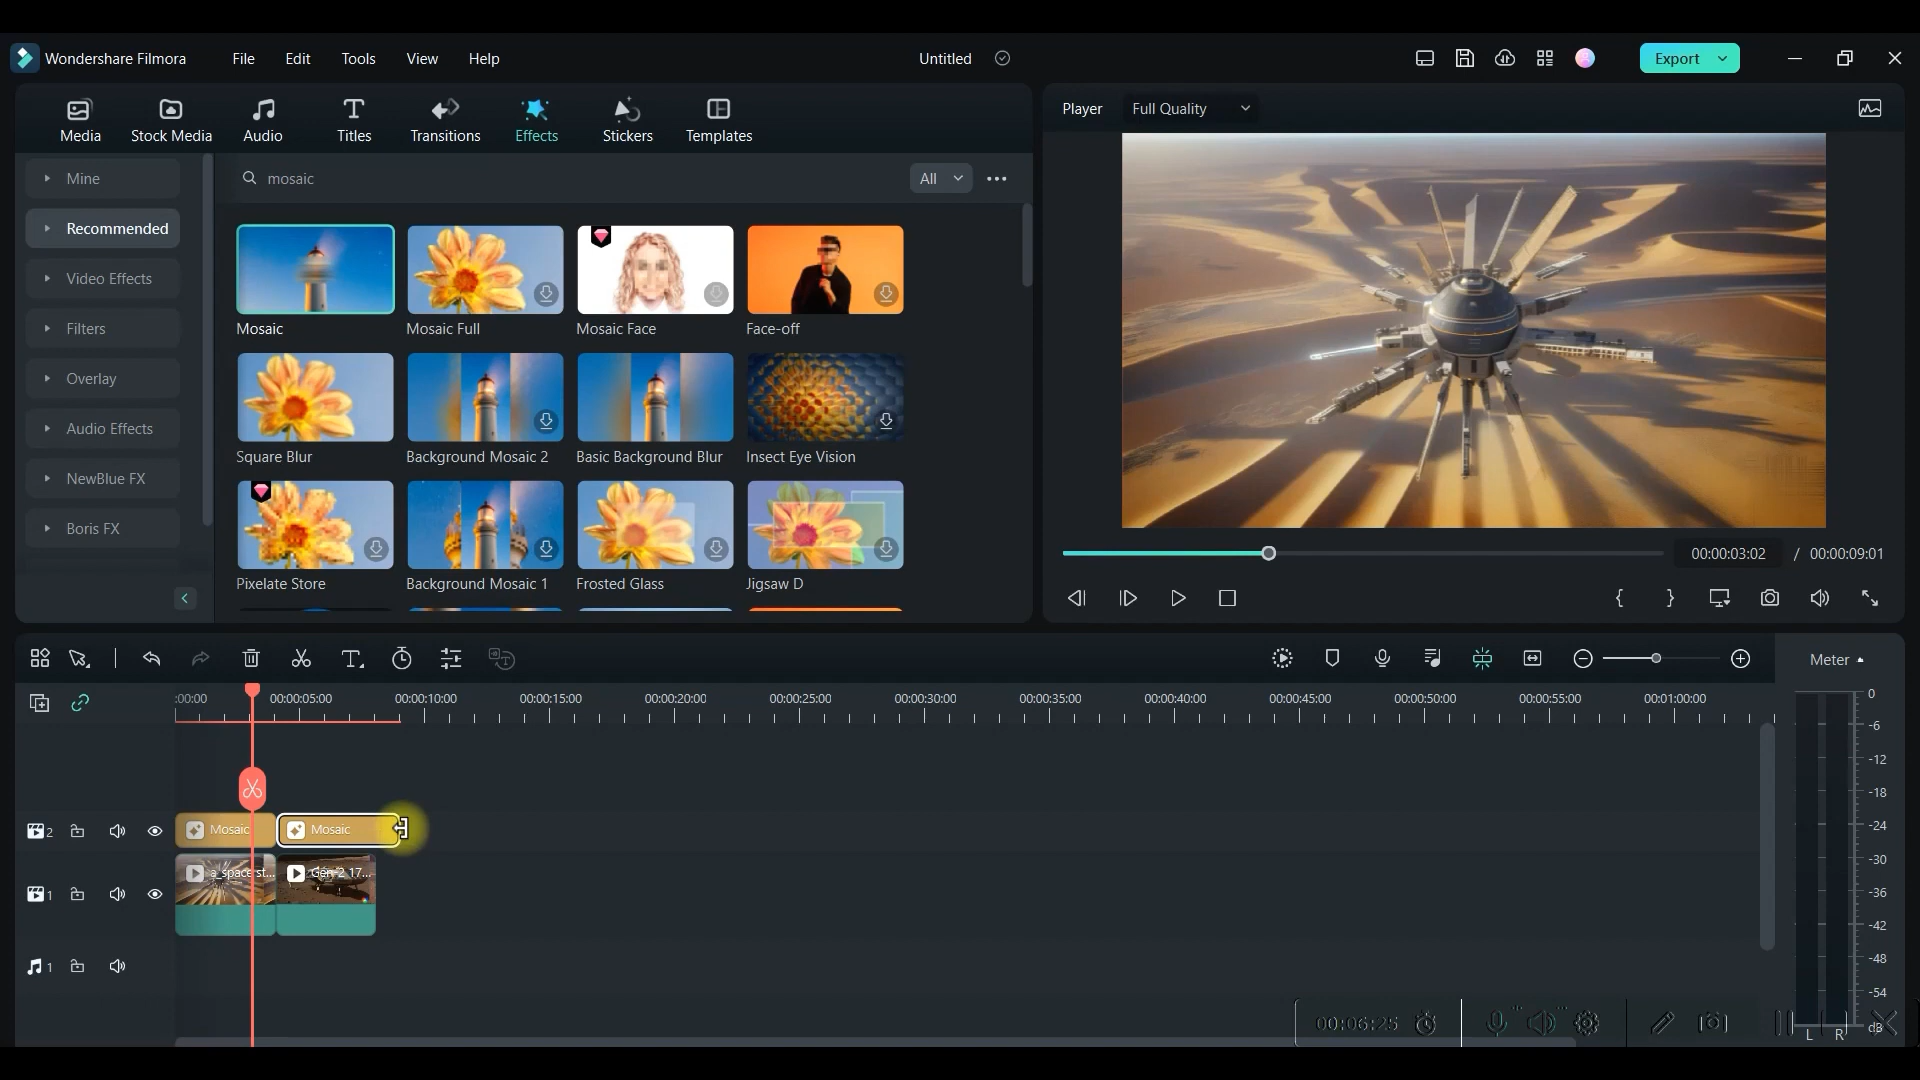 Wondershare Filmora
File
Edit
Tools
View
Help
Untitled
Export
Media
Stock Media
Audio
Titles
Transitions
Effects
Stickers
Templates
Player
Full Quality
Mine
Recommended
Video Effects
Filters
Overlay
Audio Effects
NewBlue FX
Boris FX
mosaic
All
Mosaic
Mosaic Full
Mosaic Face
Face-off
Square Blur
Background Mosaic 2
Basic Background Blur
Insect Eye Vision
Pixelate Store
Background Mosaic 1
Frosted Glass
Jigsaw D
00:00:03:02 / 00:00:09:01
Meter
:00:00
00:00:05:00
00:00:10:00
00:00:15:00
00:00:20:00
00:00:25:00
00:00:30:00
00:00:35:00
00:00:40:00
00:00:45:00
00:00:50:00
00:00:55:00
00:01:00:00
2
Mosaic
Mosaic
1
a_space st...
Gen-2 17...
1
0
-6
-12
-18
-24
-30
-36
-42
-48
-54
dB
L
R
00:06:25